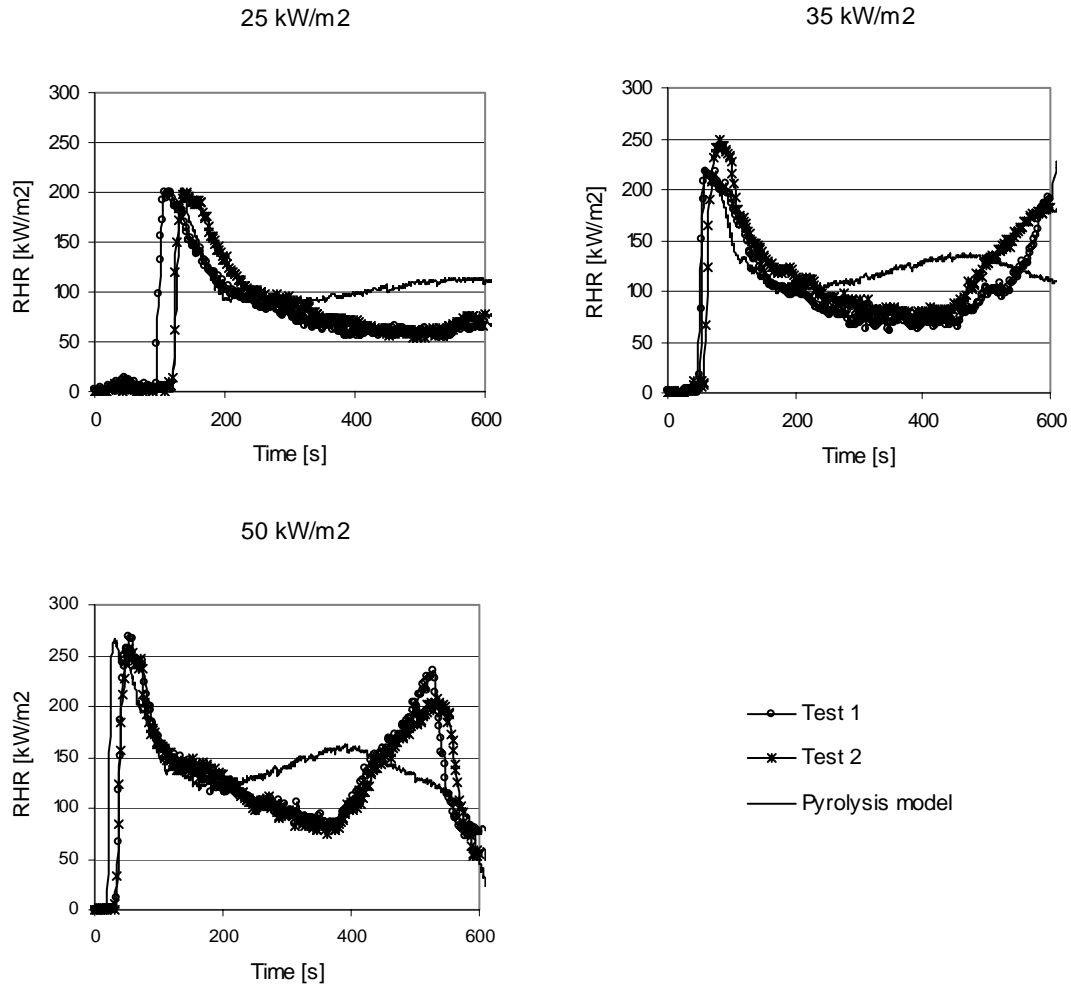 25 kW/m2
300
250
200
150
100
50
0
RHR [kW/m2]
0 200 400 600
Time [s]
35 kW/m2
300
250
200
150
100
50
0
RHR [kW/m2]
0 200 400 600
Time [s]
50 kW/m2
300
250
200
150
100
50
0
RHR [kW/m2
0 200 400 600
Time [s]
Test 1
Test 2
Pyrolysis model